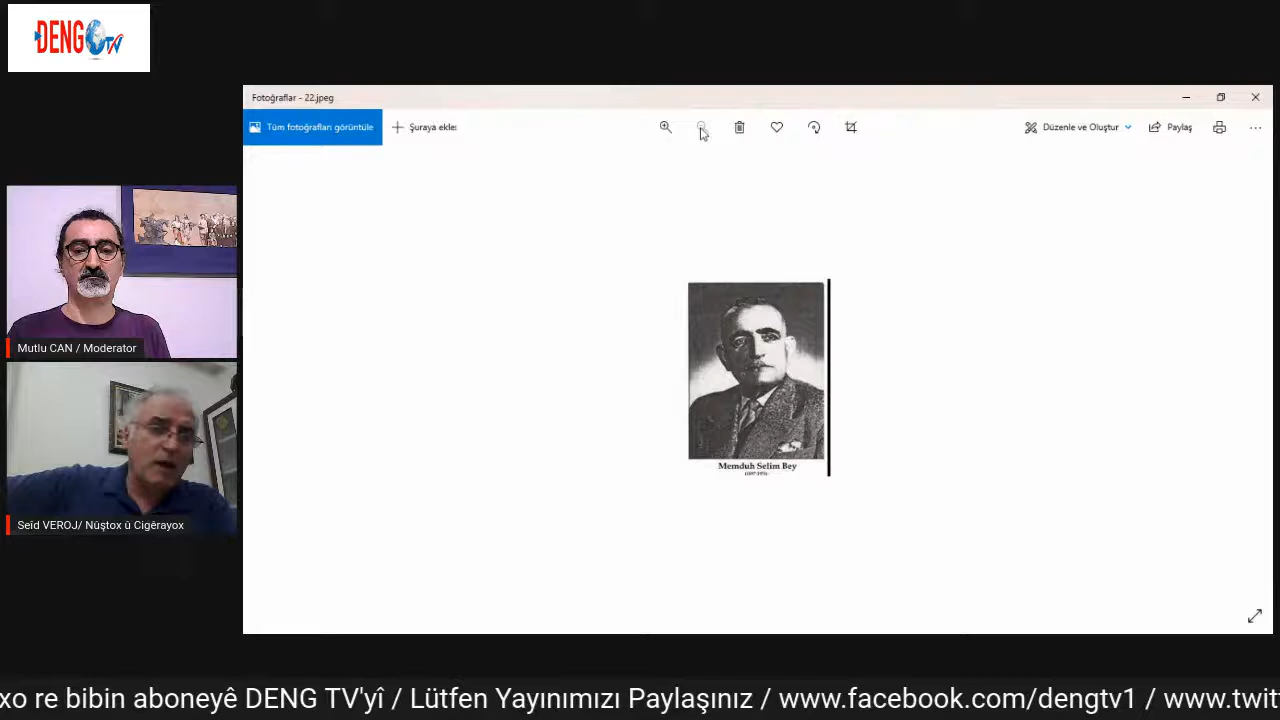 DENG TV
Fotoğraflar - 22.jpeg
Tüm fotoğrafları görüntüle
Şuraya ekle
Düzenle ve Oluştur
Paylaş
Mutlu CAN / Moderator
Memduh Selim Bey
Seîd VEROJ/ Nûştox û Cigêrayox
xo re bibin aboneyê DENG TV'yî / Lütfen Yayınımızı Paylaşınız / www.facebook.com/dengtv1 / www.twit